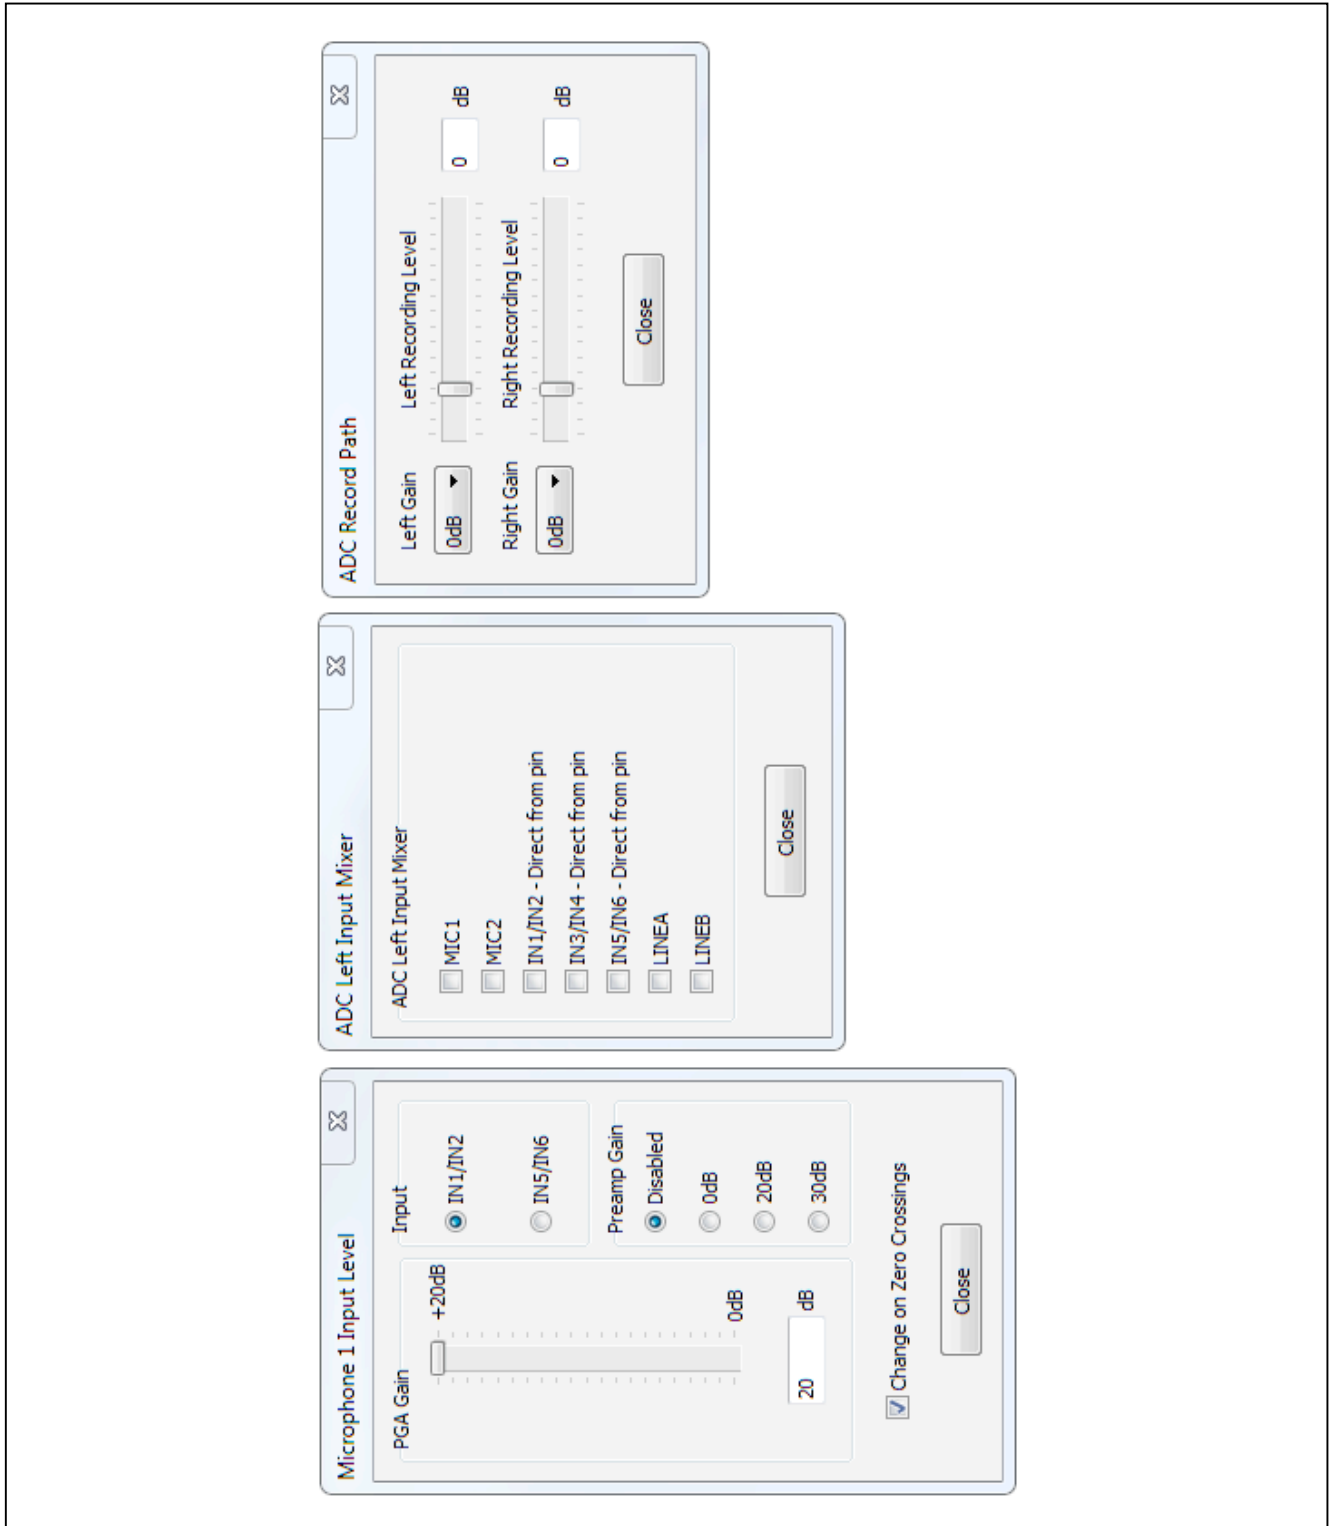 Microphone 1 Input Level
PGA Gain
+20dB
0dB
20 dB
Input
IN1/IN2
IN5/IN6
Preamp Gain
Disabled
0dB
20dB
30dB
Change on Zero Crossings
Close
ADC Left Input Mixer
ADC Left Input Mixer
MIC1
MIC2
IN1/IN2 - Direct from pin
IN3/IN4 - Direct from pin
IN5/IN6 - Direct from pin
LINEA
LINEB
Close
ADC Record Path
Left Gain Left Recording Level
0dB 0 dB
Right Gain Right Recording Level
0dB 0 dB
Close